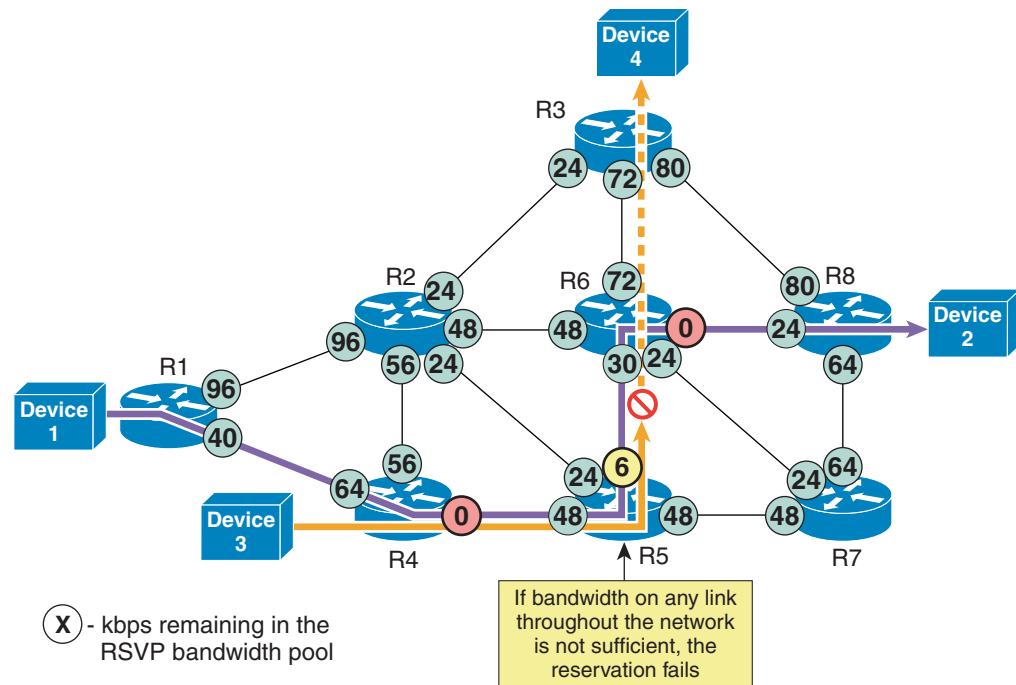 Device
4
R3
24
72
80
R2
24
R6
72
80
R8
96
48
48
0
24
Device
2
56
24
30
24
64
R1
96
Device
1
40
56
64
24
6
24
64
Device
3
0
48
48
48
R4
R5
R7
X - kbps remaining in the
RSVP bandwidth pool
If bandwidth on any link
throughout the network
is not sufficient, the
reservation fails